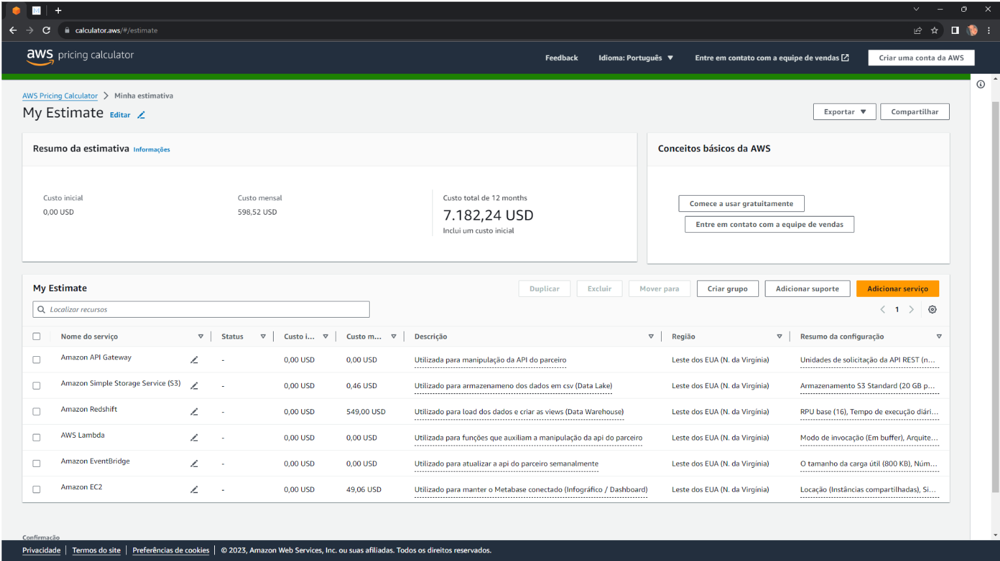 calculator.aws/#/estimate
aws pricing calculator
Feedback
Idioma: Português
Entre em contato com a equipe de vendas
Criar uma conta da AWS
AWS Pricing Calculator > Minha estimativa
My Estimate Editar
Exportar
Compartilhar
Resumo da estimativa Informações
Custo inicial
0,00 USD
Custo mensal
598,52 USD
Custo total de 12 months
7.182,24 USD
Inclui um custo inicial
Conceitos básicos da AWS
Comece a usar gratuitamente
Entre em contato com a equipe de vendas
My Estimate
Duplicar Excluir Mover para Criar grupo Adicionar suporte Adicionar serviço
Localizar recursos
1
Nome do serviço Status Custo i... Custo m... Descrição Região Resumo da configuração
Amazon API Gateway - 0,00 USD 0,00 USD Utilizada para manipulação da API do parceiro Leste dos EUA (N. da Virgínia) Unidades de solicitação da API REST (n...
Amazon Simple Storage Service (S3) - 0,00 USD 0,46 USD Utilizado para armazenameno dos dados em csv (Data Lake) Leste dos EUA (N. da Virgínia) Armazenamento S3 Standard (20 GB p...
Amazon Redshift - 0,00 USD 549,00 USD Utilizado para load dos dados e criar as views (Data Warehouse) Leste dos EUA (N. da Virgínia) RPU base (16), Tempo de execução diári...
AWS Lambda - 0,00 USD 0,00 USD Utilizada para funções que auxiliam a manipulação da api do parceiro Leste dos EUA (N. da Virgínia) Modo de invocação (Em buffer), Arquite...
Amazon EventBridge - 0,00 USD 0,00 USD Utilizado para atualizar a api do parceiro semanalmente Leste dos EUA (N. da Virgínia) O tamanho da carga útil (800 KB), Núm...
Amazon EC2 - 0,00 USD 49,06 USD Utilizado para manter o Metabase conectado (Infográfico / Dashboard) Leste dos EUA (N. da Virgínia) Locação (Instâncias compartilhadas), Si...
Confirmação
Privacidade | Termos do site | Preferências de cookies | © 2023, Amazon Web Services, Inc. ou suas afiliadas. Todos os direitos reservados.